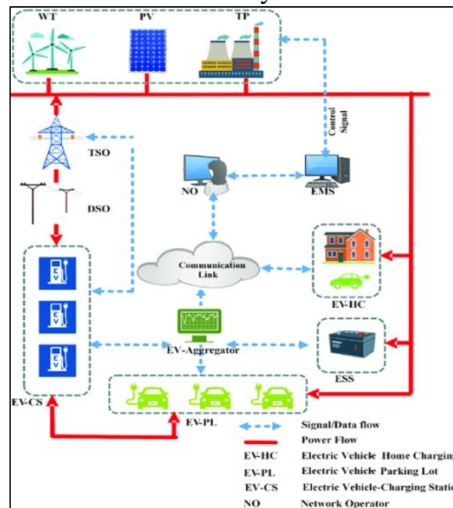 WT PV TP
Control
Signal
TSO
NO
EMS
DSO
Communication
Link
EV-HC
EV-Aggregator
ESS
EV-CS
EV-PL
Signal/Data flow
Power Flow
EV-HC Electric Vehicle Home Charging
EV-PL Electric Vehicle Parking Lot
EV-CS Electric Vehicle-Charging Stati
NO Network Operator